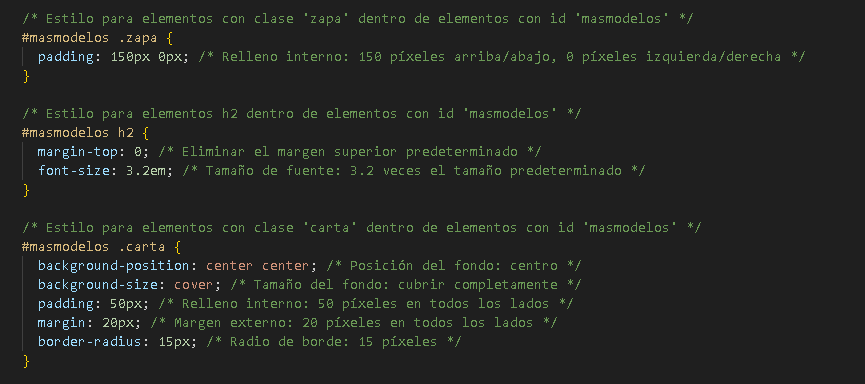 /* Estilo para elementos con clase 'zapa' dentro de elementos con id 'masmodelos' */
#masmodelos .zapa {
padding: 150px 0px; /* Relleno interno: 150 píxeles arriba/abajo, 0 píxeles izquierda/derecha */
}
/* Estilo para elementos h2 dentro de elementos con id 'masmodelos' */
#masmodelos h2 {
margin-top: 0; /* Eliminar el margen superior predeterminado */
font-size: 3.2em; /* Tamaño de fuente: 3.2 veces el tamaño predeterminado */
}
/* Estilo para elementos con clase 'carta' dentro de elementos con id 'masmodelos' */
#masmodelos .carta {
background-position: center center; /* Posición del fondo: centro */
background-size: cover; /* Tamaño del fondo: cubrir completamente */
padding: 50px; /* Relleno interno: 50 píxeles en todos los lados */
margin: 20px; /* Margen externo: 20 píxeles en todos los lados */
border-radius: 15px; /* Radio de borde: 15 píxeles */
}